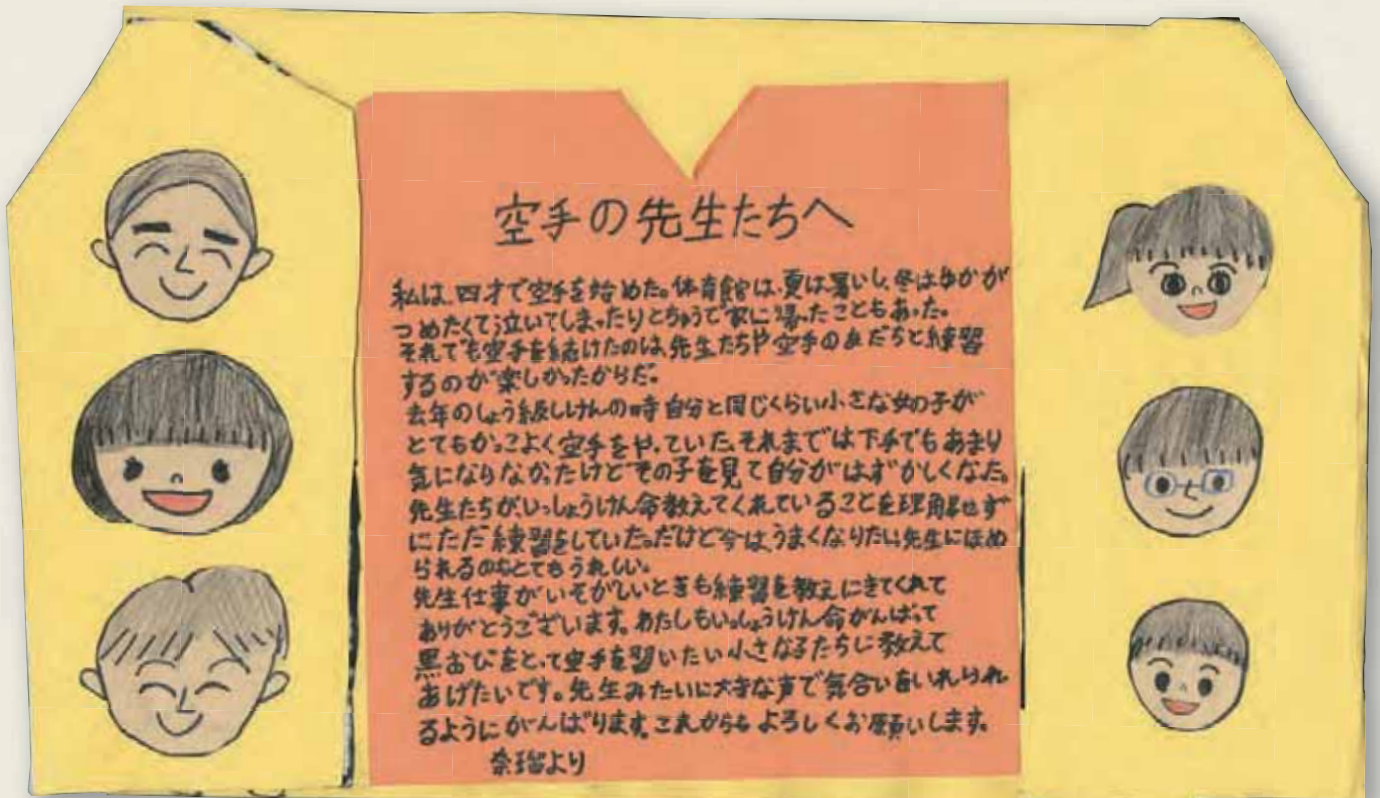 空手の先生たちへ
私は、四才で空手を始めた。体育館は、夏は暑いし、冬はゆかが
つめたくて泣いてしまったりとちゅうで家に帰ったこともあった。
それでも空手を続けたのは、先生たちや空手の友だちと練習
するのが楽しかったからだ。
去年のしょう級しけんの時自分と同じくらい小さな女の子が
とてもかっこよく空手をやっていた。それまでは下手でもあまり
気にならなかったけどその子を見て自分がはずかしくなった。
先生たちがいっしょうけん命教えてくれていることを理用せず
にただ練習をしていた。だけど今は、うまくなりたいし先生にほめ
られるのもとてもうれしい。
先生仕事がいそがしいときも練習を教えにきてくれて
ありがとうございます。わたしもいっしょうけん命がんばって
黒おびをとって空手を習いたい小さな子たちに教えて
あげたいです。先生みたいに大きな声で気合いをいれられ
るようにがんばります。これからもよろしくお願いします。
奈瑠より